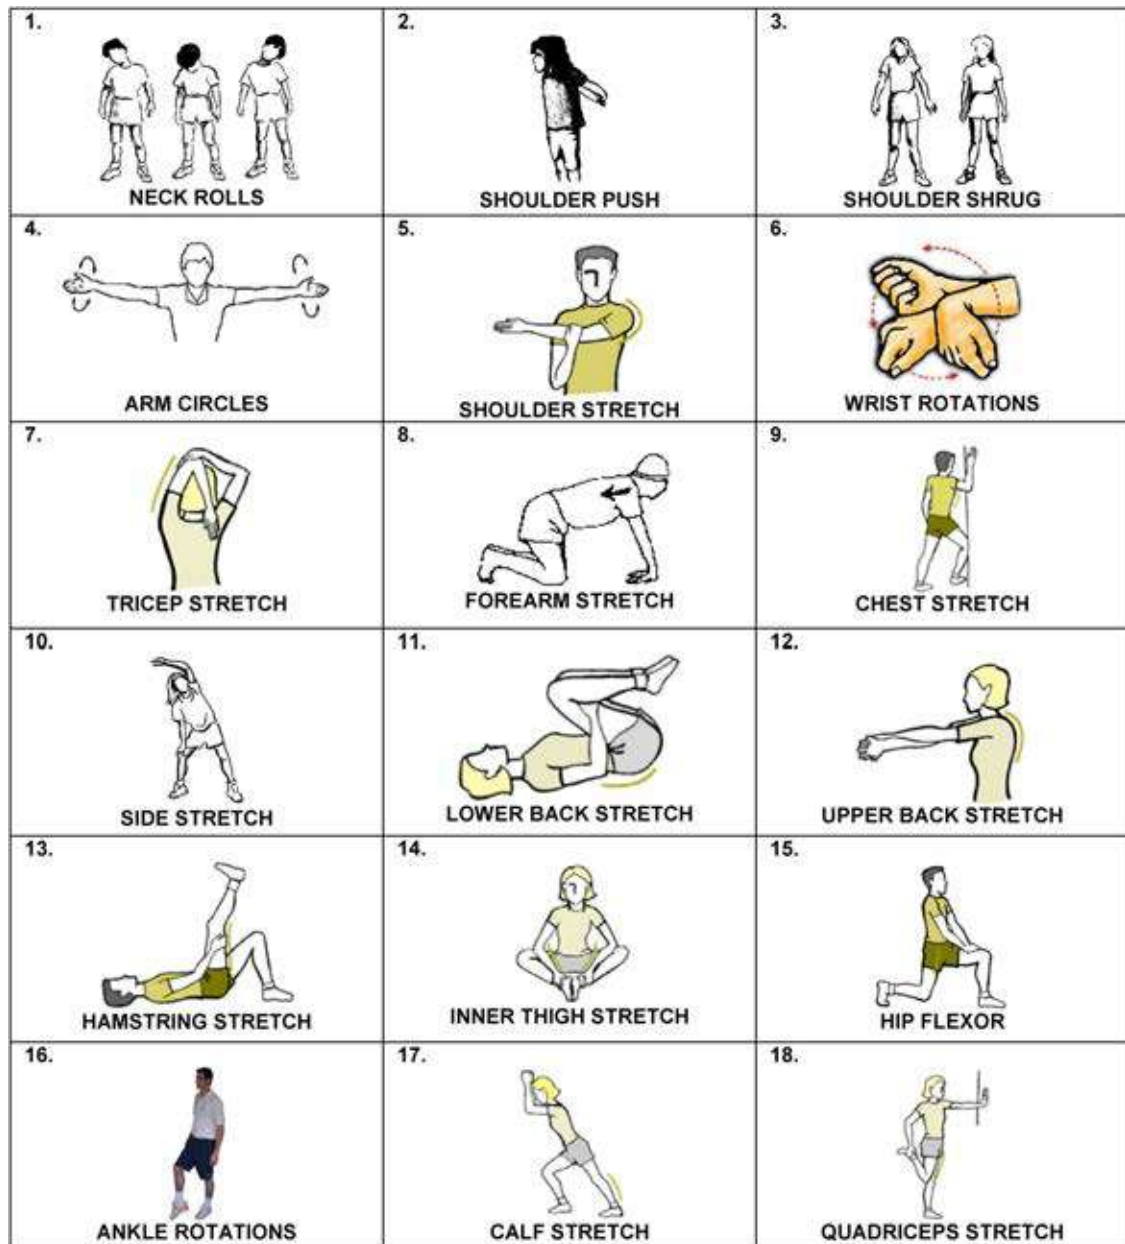 1.
NECK ROLLS
2.
SHOULDER PUSH
3.
SHOULDER SHRUG
4.
ARM CIRCLES
5.
SHOULDER STRETCH
6.
WRIST ROTATIONS
7.
TRICEP STRETCH
8.
FOREARM STRETCH
9.
CHEST STRETCH
10.
SIDE STRETCH
11.
LOWER BACK STRETCH
12.
UPPER BACK STRETCH
13.
HAMSTRING STRETCH
14.
INNER THIGH STRETCH
15.
HIP FLEXOR
16.
ANKLE ROTATIONS
17.
CALF STRETCH
18.
QUADRICEPS STRETCH